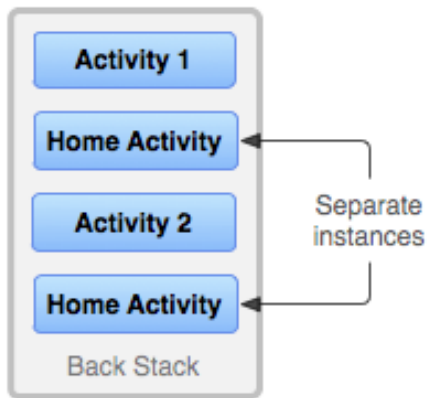 Activity 1
Home Activity
Activity 2
Home Activity
Back Stack
Separate
instances